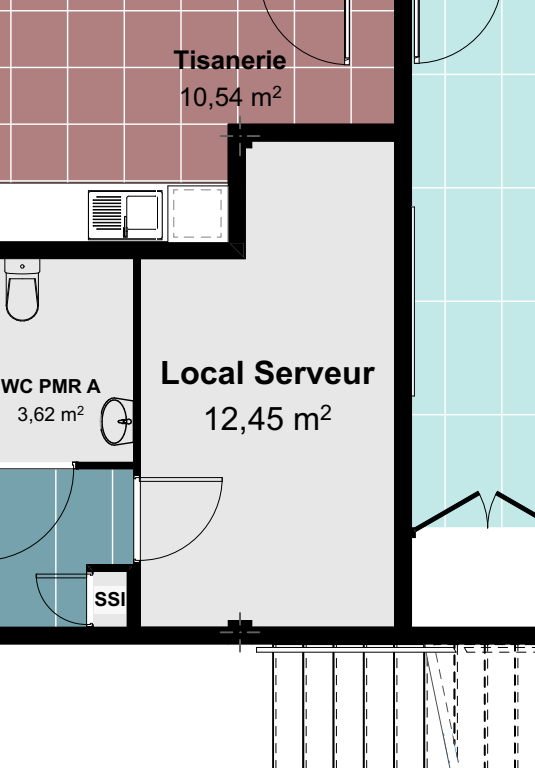 Tisanerie
10,54 m²
Local Serveur
12,45 m²
WC PMR A
3,62 m²
SSI